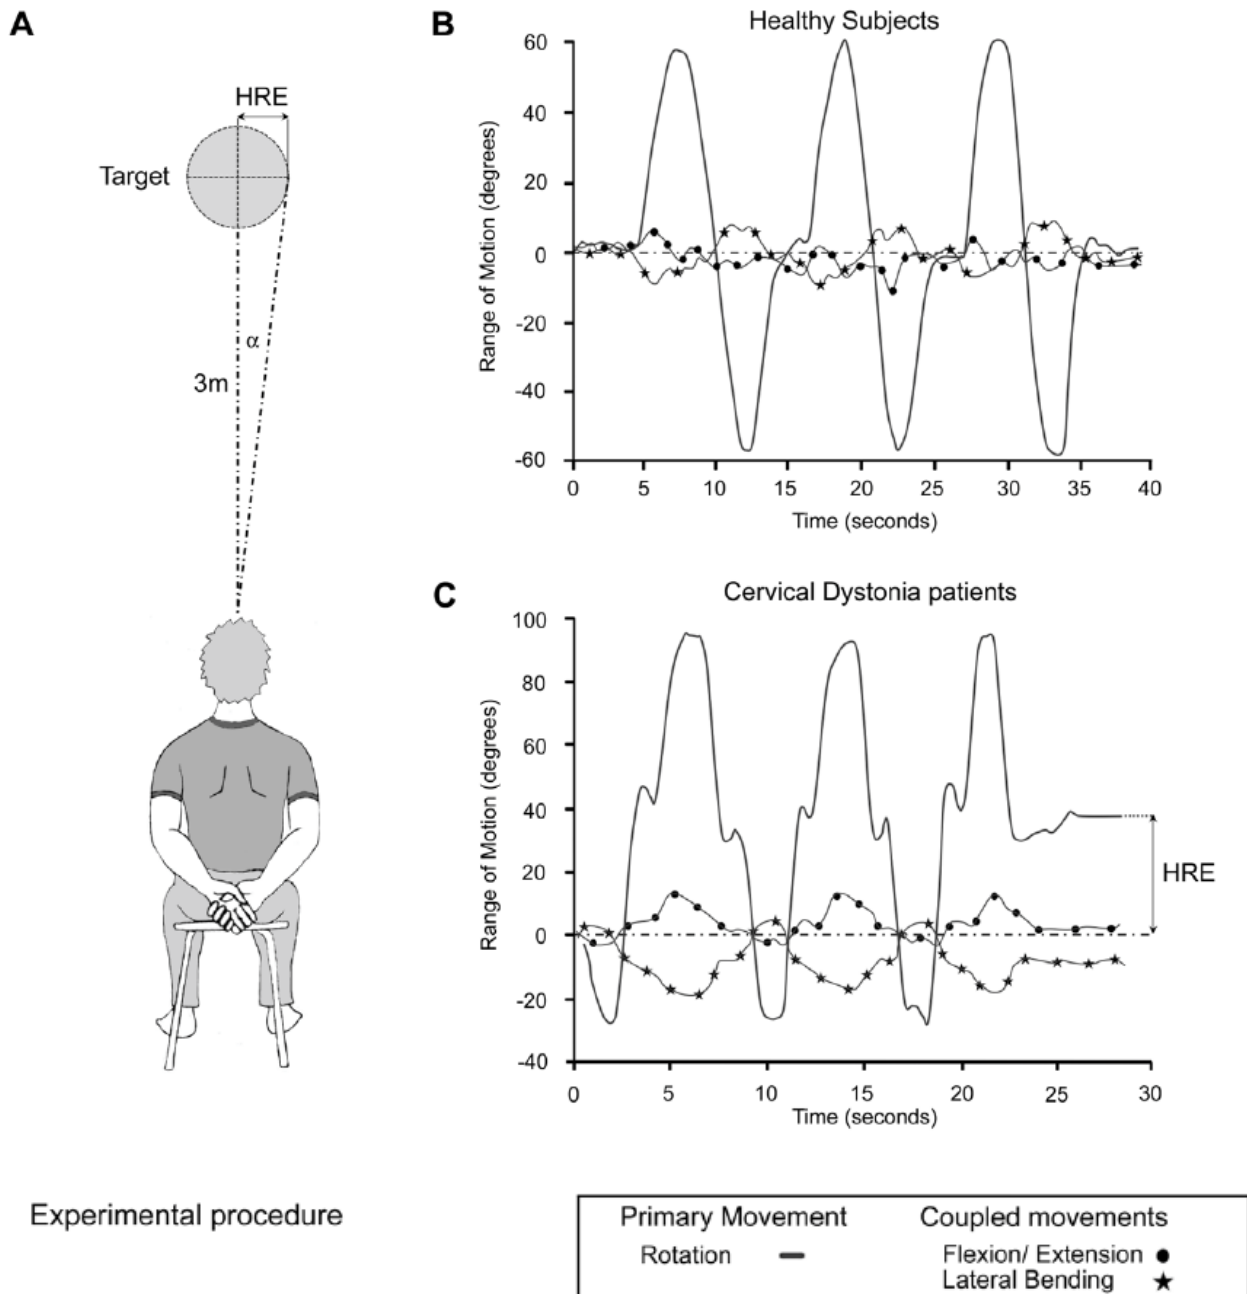 A
HRE
Target
α
3m
Experimental procedure
B
Healthy Subjects
Range of Motion (degrees)
60
40
20
0
-20
-40
-60
0 5 10 15 20 25 30 35 40
Time (seconds)
C
Cervical Dystonia patients
Range of Motion (degrees)
100
80
60
40
20
0
-20
-40
HRE
0 5 10 15 20 25 30
Time (seconds)
Primary Movement Coupled movements
Rotation Flexion/ Extension
Lateral Bending